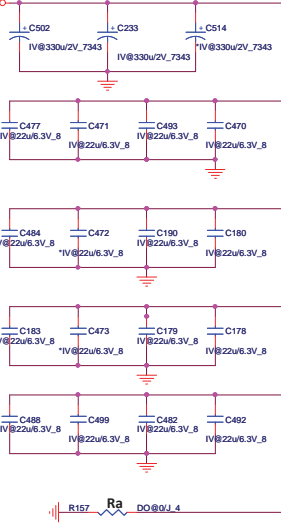 + C502 + C233 + C514
IV@330u/2V_7343 IV@330u/2V_7343 *IV@330u/2V_7343
C477 C471 C493 C470
IV@22u/6.3V_8 IV@22u/6.3V_8 IV@22u/6.3V_8 IV@22u/6.3V_8
C484 C472 C190 C180
V@22u/6.3V_8 *IV@22u/6.3V_8 IV@22u/6.3V_8 IV@22u/6.3V_8
C183 C473 C179 C178
V@22u/6.3V_8 *IV@22u/6.3V_8 IV@22u/6.3V_8 IV@22u/6.3V_8
C488 C499 C482 C492
IV@22u/6.3V_8 IV@22u/6.3V_8 IV@22u/6.3V_8 IV@22u/6.3V_8
R157 Ra DO@0/J_4